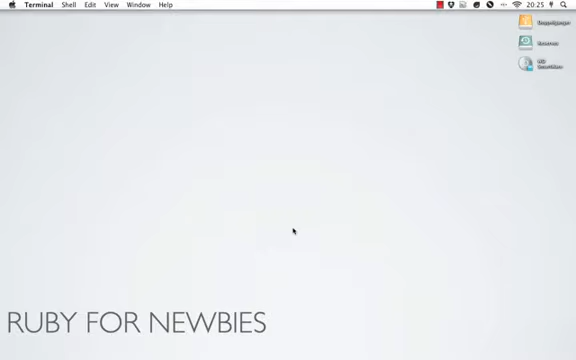 Terminal Shell Edit View Window Help 20:25
RUBY FOR NEWBIES